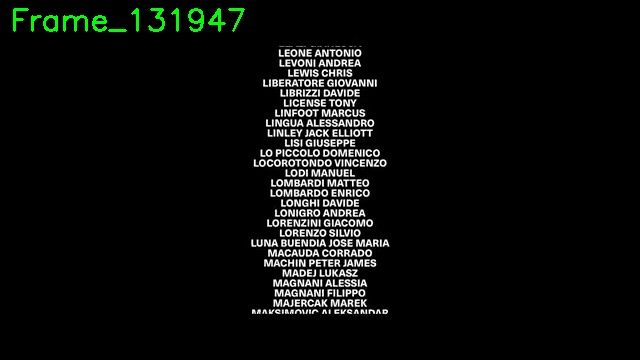 Frame_131947
LEONE ANTONIO
LEVONI ANDREA
LEWIS CHRIS
LIBERATORE GIOVANNI
LIBRIZZI DAVIDE
LICENSE TONY
LINFOOT MARCUS
LINGUA ALESSANDRO
LINLEY JACK ELLIOTT
LISI GIUSEPPE
LO PICCOLO DOMENICO
LOCOROTONDO VINCENZO
LODI MANUEL
LOMBARDI MATTEO
LOMBARDO ENRICO
LONGHI DAVIDE
LONIGRO ANDREA
LORENZINI GIACOMO
LORENZO SILVIO
LUNA BUENDIA JOSE MARIA
MACAUDA CORRADO
MACHIN PETER JAMES
MADEJ LUKASZ
MAGNANI ALESSIA
MAGNANI FILIPPO
MAJERCAK MAREK
MAKSIMOVIC ALEKSANDAR